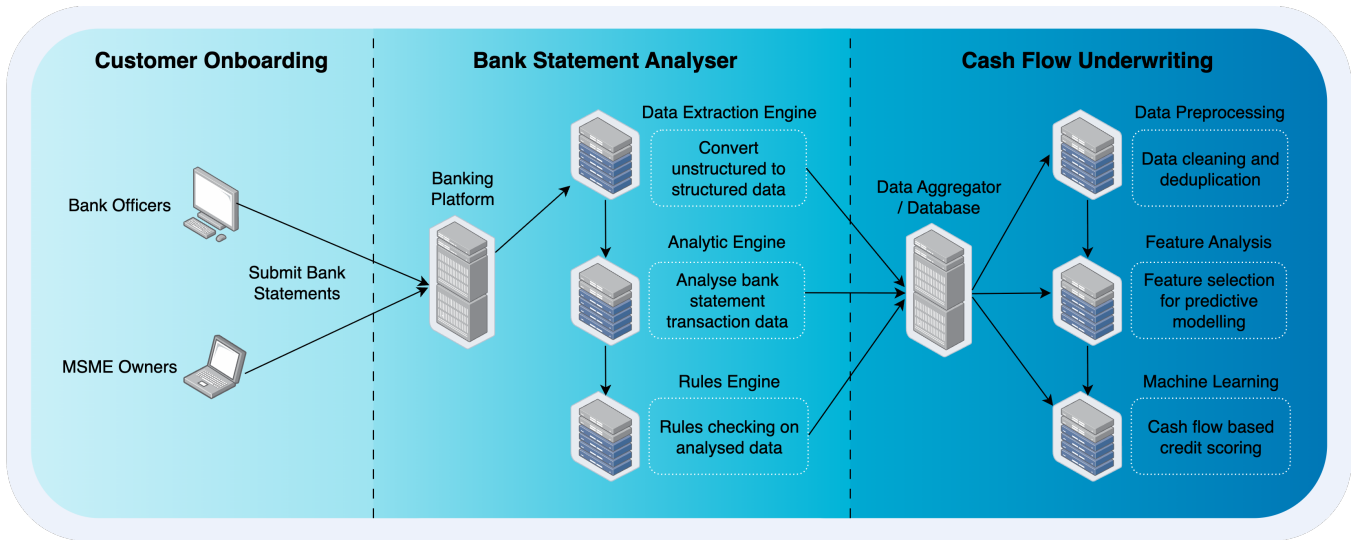 Customer Onboarding
Bank Officers
Submit Bank
Statements
MSME Owners
Bank Statement Analyser
Banking
Platform
Data Extraction Engine
Convert
unstructured to
structured data
Analytic Engine
Analyse bank
statement
transaction data
Rules Engine
Rules checking on
analysed data
Cash Flow Underwriting
Data Aggregator
/ Database
Data Preprocessing
Data cleaning and
deduplication
Feature Analysis
Feature selection
for predictive
modelling
Machine Learning
Cash flow based
credit scoring